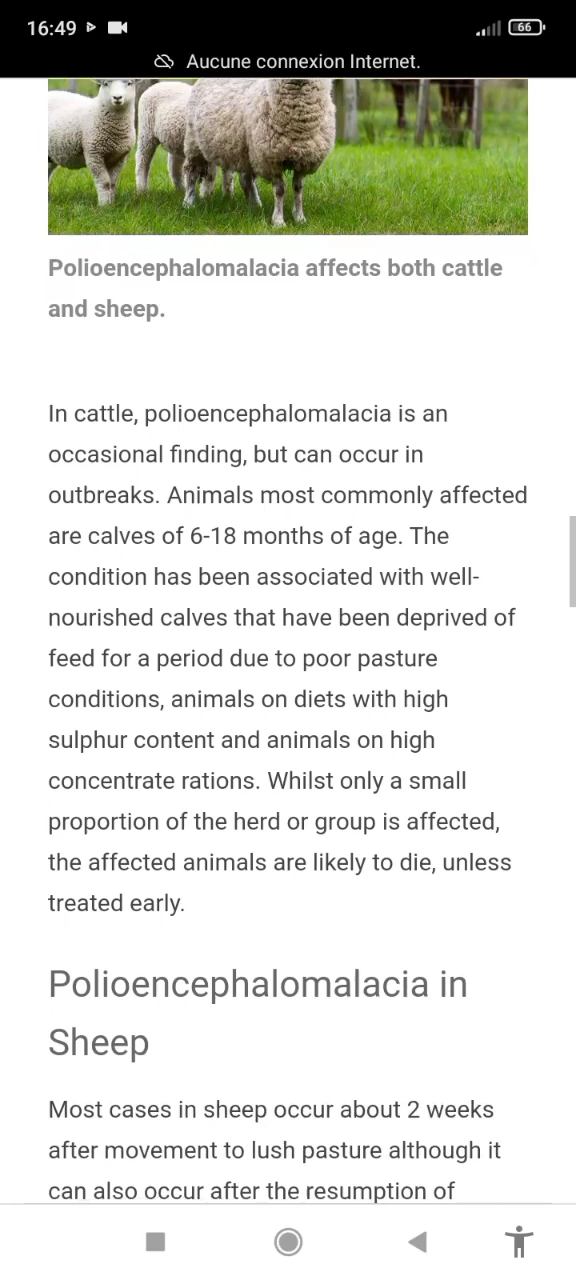 16:49
66
Aucune connexion Internet.
Polioencephalomalacia affects both cattle
and sheep.
In cattle, polioencephalomalacia is an
occasional finding, but can occur in
outbreaks. Animals most commonly affected
are calves of 6-18 months of age. The
condition has been associated with well-
nourished calves that have been deprived of
feed for a period due to poor pasture
conditions, animals on diets with high
sulphur content and animals on high
concentrate rations. Whilst only a small
proportion of the herd or group is affected,
the affected animals are likely to die, unless
treated early.
Polioencephalomalacia in
Sheep
Most cases in sheep occur about 2 weeks
after movement to lush pasture although it
can also occur after the resumption of